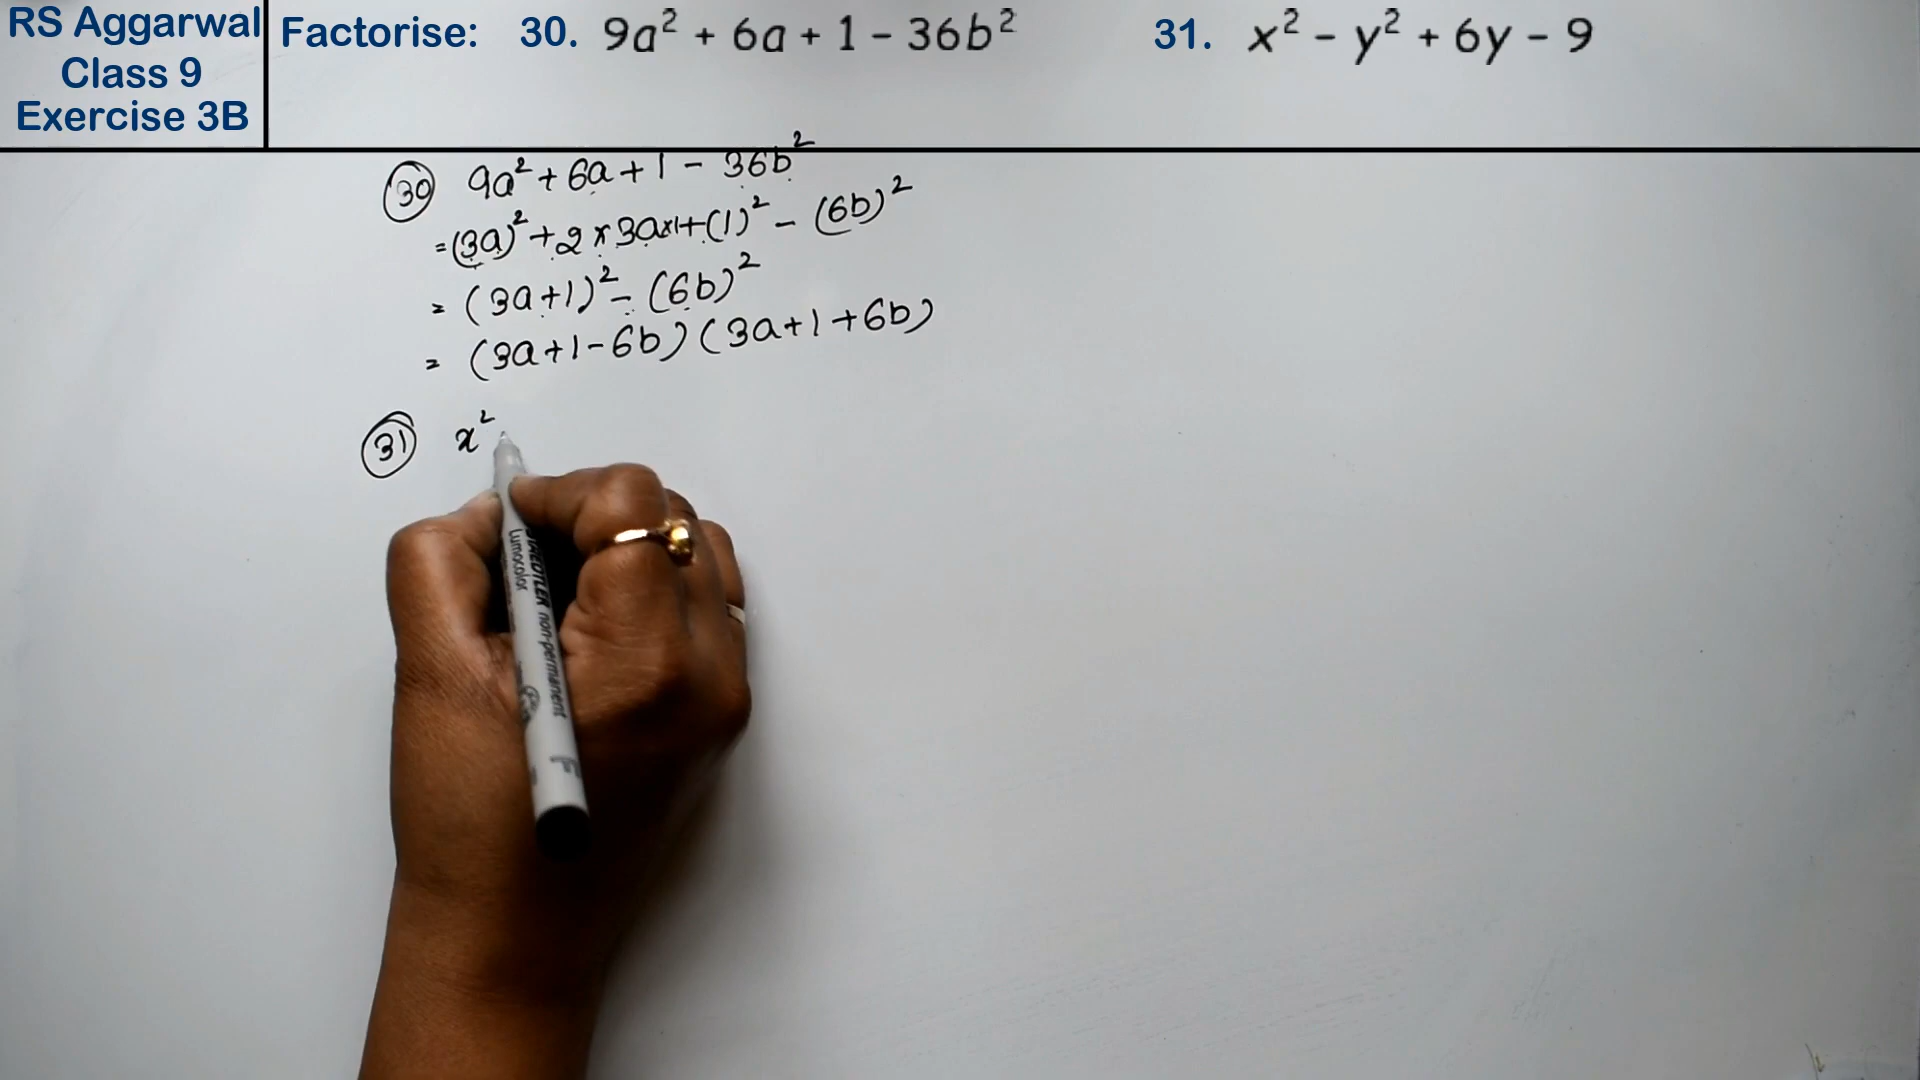 RS Aggarwal
Class 9
Exercise 3B
Factorise: 30. 9a² + 6a + 1 - 36b² 31. x² - y² + 6y - 9
30 9a² + 6a + 1 - 36b²
= (3a)² + 2 × 3a × 1 + (1)² - (6b)²
= (3a+1)² - (6b)²
= (3a+1-6b) (3a+1+6b)
31 x²
STAEDTLER non-permanent
Lumocolor
F